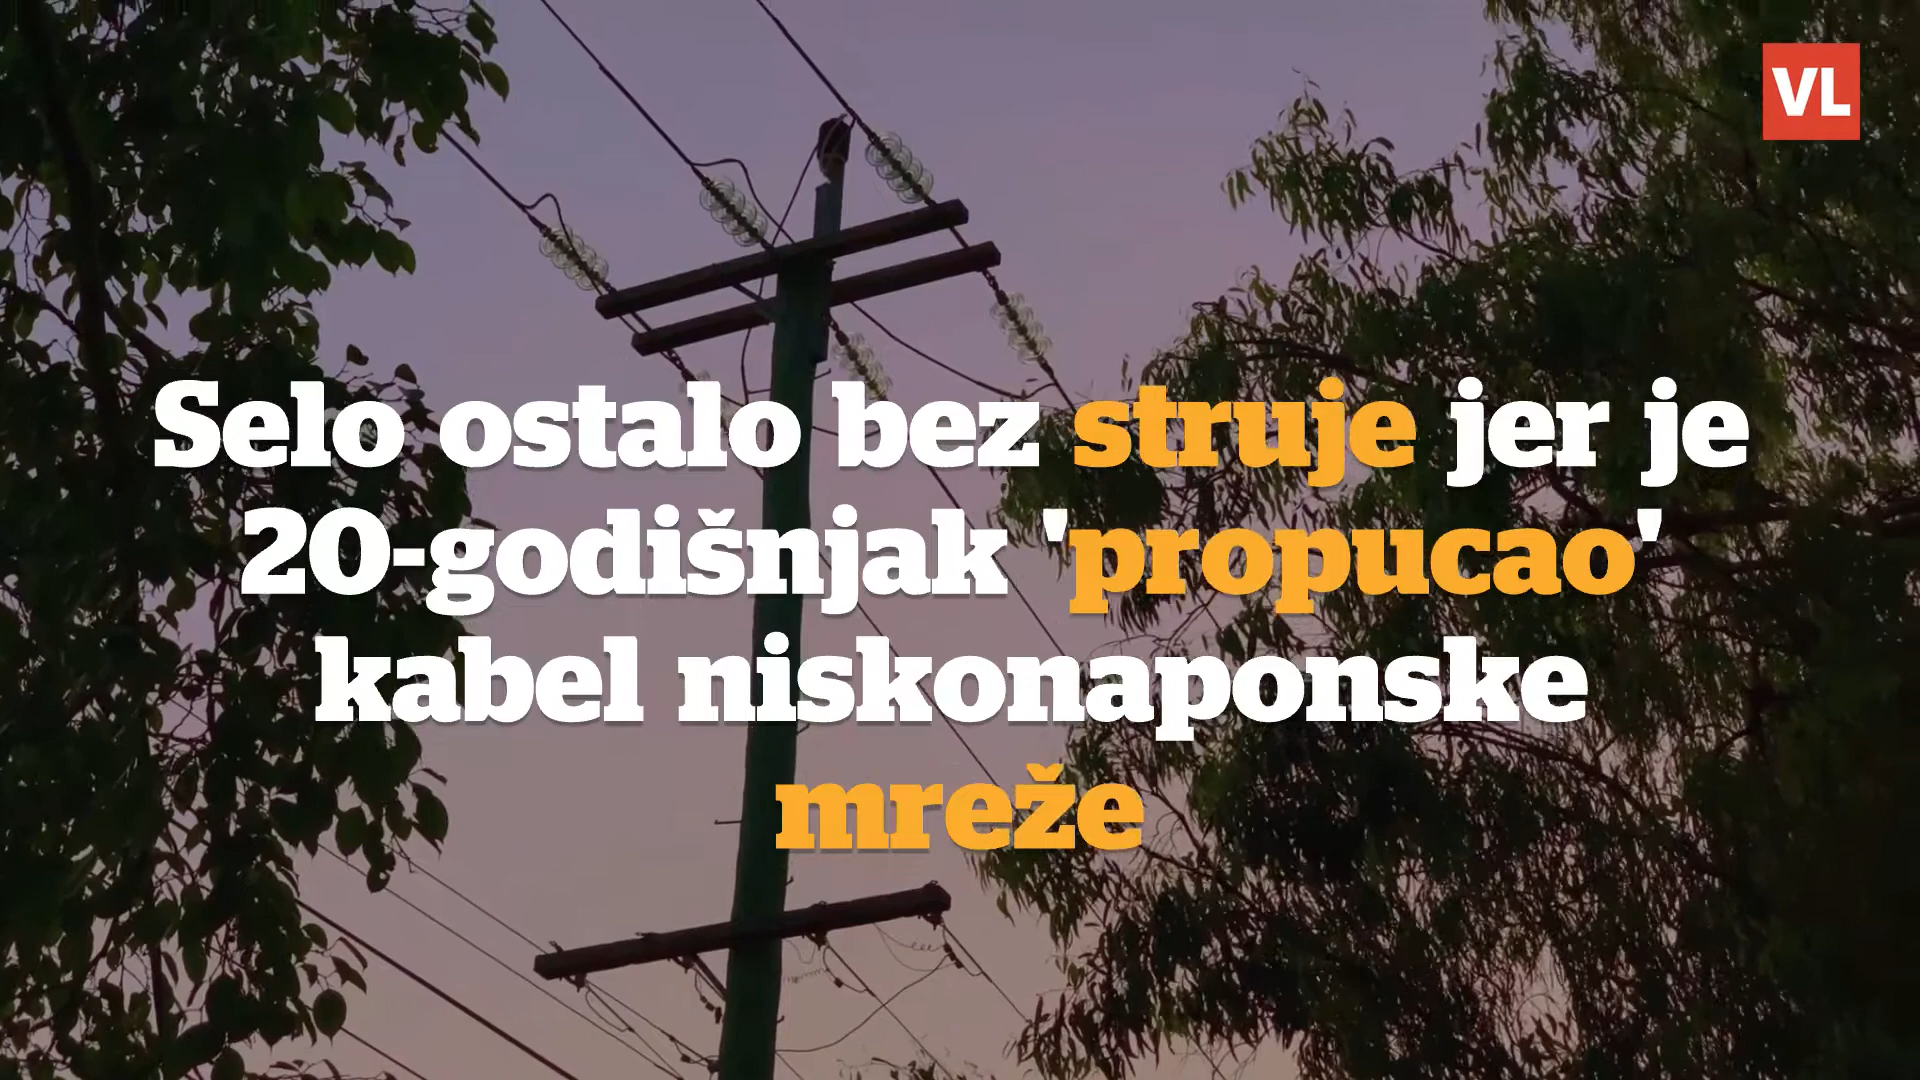 VL
Selo ostalo bez struje jer je
20-godišnjak 'propucao'
kabel niskonaponske
mreže